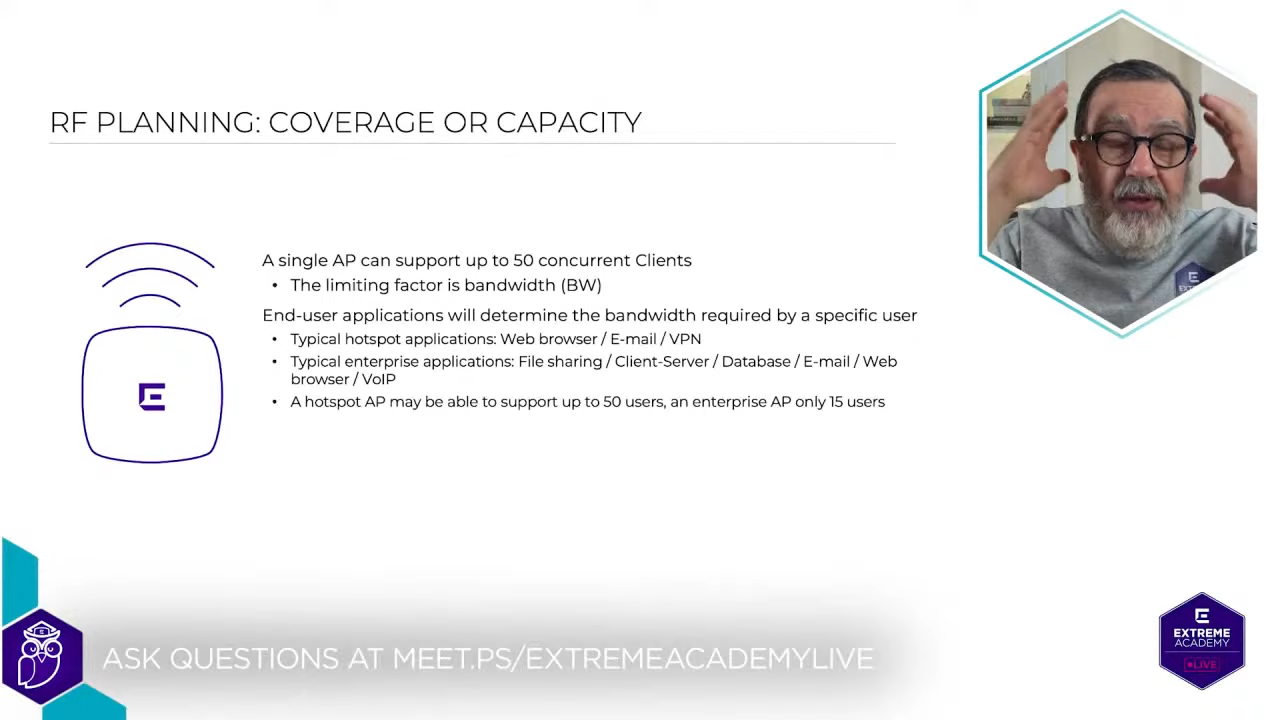 RF PLANNING: COVERAGE OR CAPACITY
A single AP can support up to 50 concurrent Clients
• The limiting factor is bandwidth (BW)
End-user applications will determine the bandwidth required by a specific user
• Typical hotspot applications: Web browser / E-mail / VPN
• Typical enterprise applications: File sharing / Client-Server / Database / E-mail / Web
browser / VoIP
• A hotspot AP may be able to support up to 50 users, an enterprise AP only 15 users
ASK QUESTIONS AT MEET.PS/EXTREMEACADEMYLIVE
EXTREME
ACADEMY
LIVE